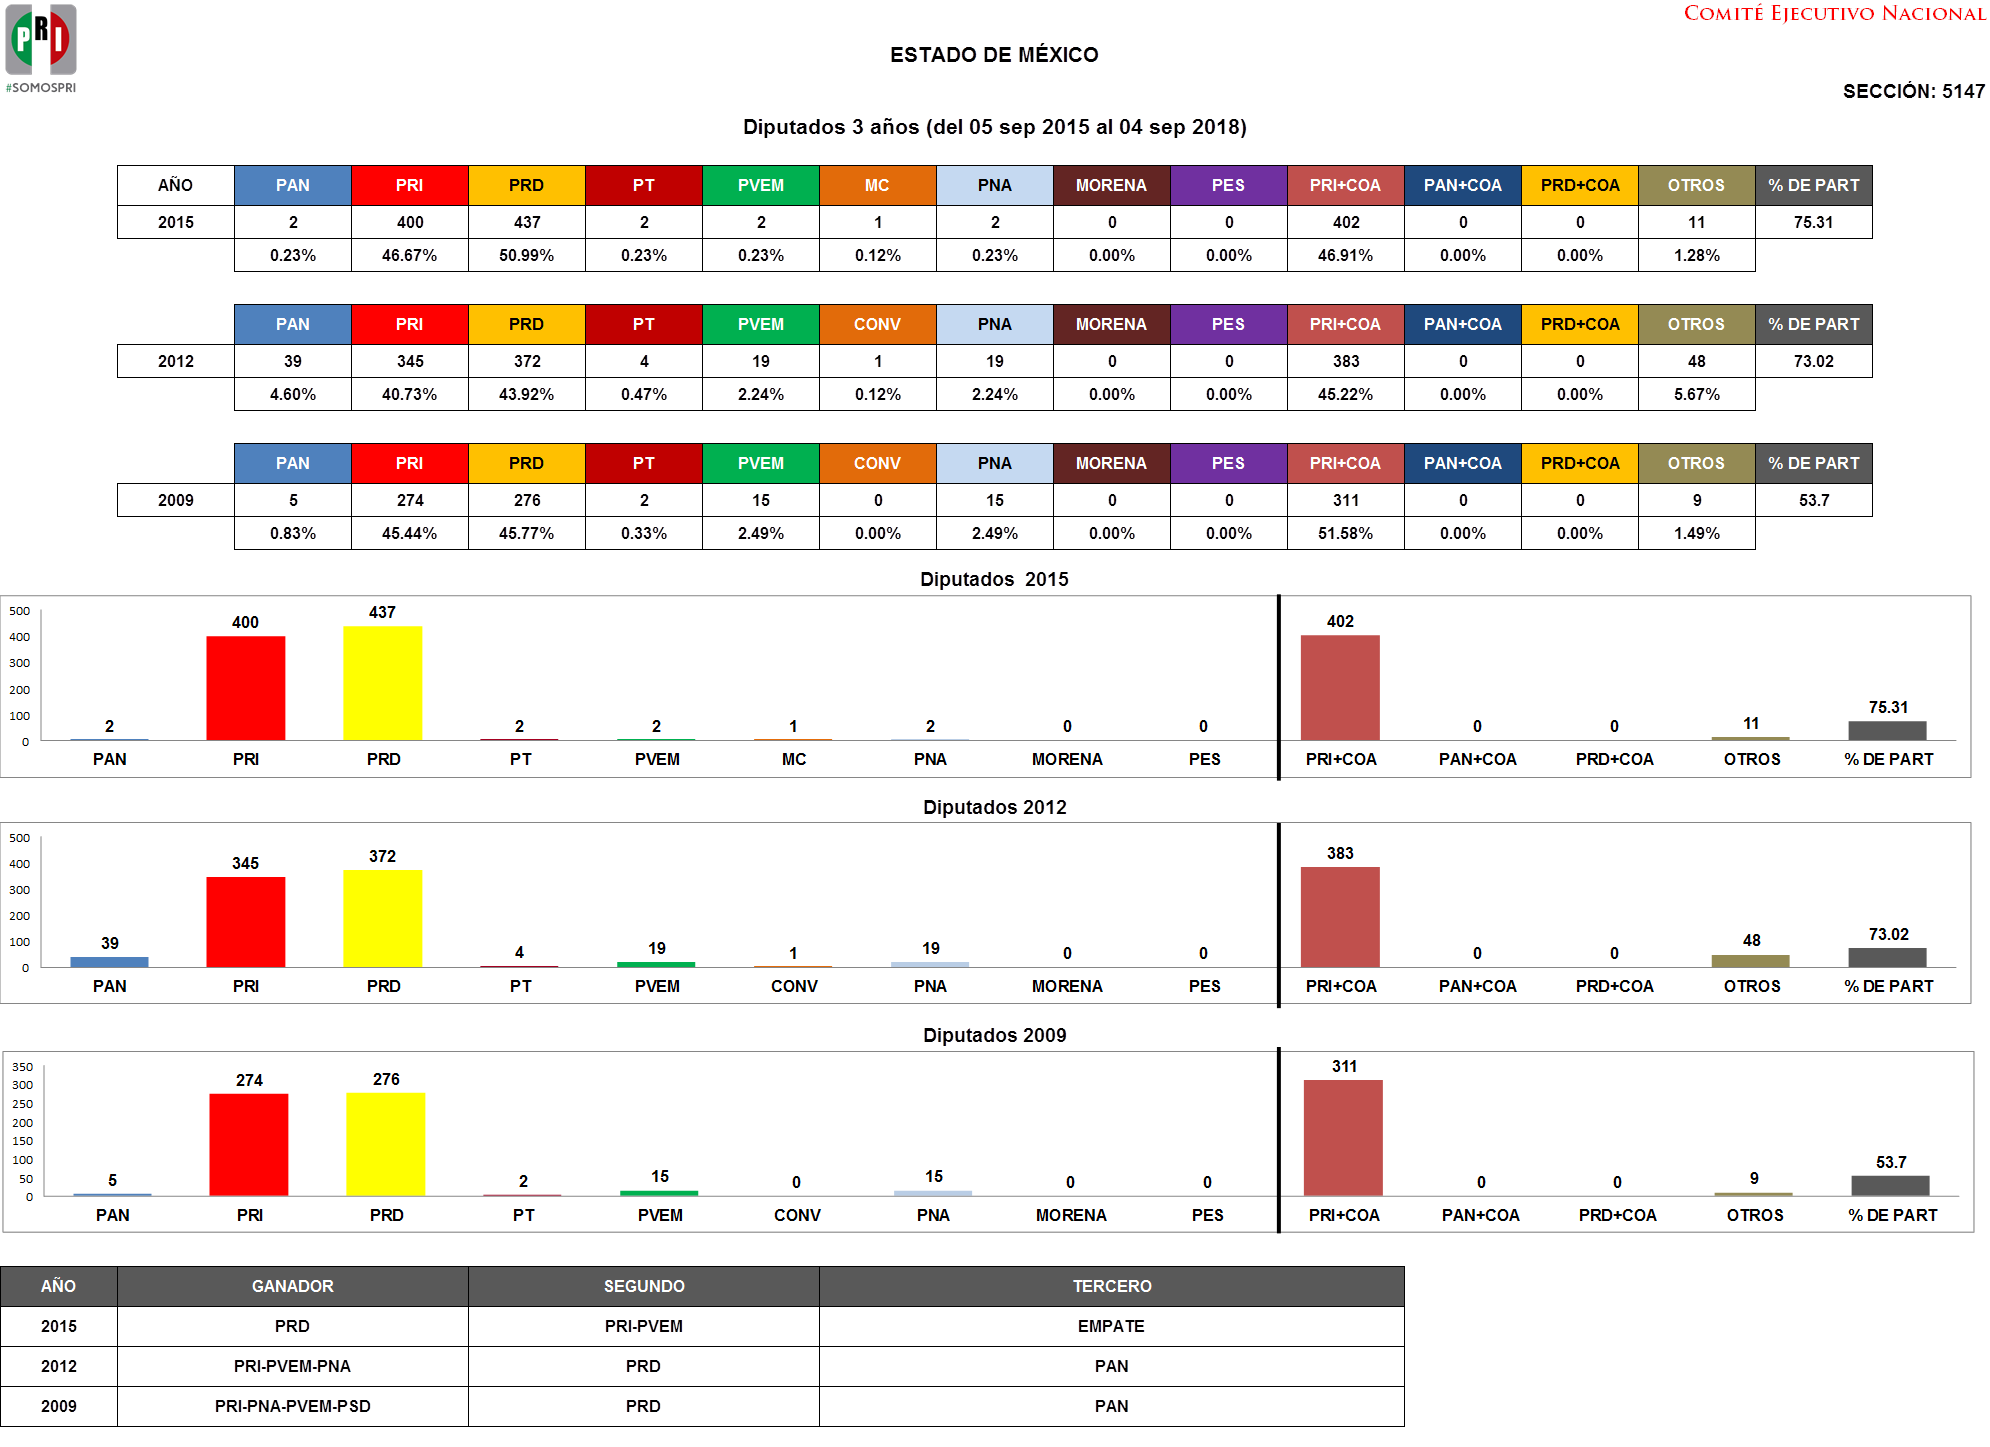 PRI
#SOMOSPRI
COMITÉ EJECUTIVO NACIONAL
ESTADO DE MÉXICO
SECCIÓN: 5147
Diputados 3 años (del 05 sep 2015 al 04 sep 2018)
AÑO PAN PRI PRD PT PVEM MC PNA MORENA PES PRI+COA PAN+COA PRD+COA OTROS % DE PART
2015 2 400 437 2 2 1 2 0 0 402 0 0 11 75.31
0.23% 46.67% 50.99% 0.23% 0.23% 0.12% 0.23% 0.00% 0.00% 46.91% 0.00% 0.00% 1.28%
PAN PRI PRD PT PVEM CONV PNA MORENA PES PRI+COA PAN+COA PRD+COA OTROS % DE PART
2012 39 345 372 4 19 1 19 0 0 383 0 0 48 73.02
4.60% 40.73% 43.92% 0.47% 2.24% 0.12% 2.24% 0.00% 0.00% 45.22% 0.00% 0.00% 5.67%
PAN PRI PRD PT PVEM CONV PNA MORENA PES PRI+COA PAN+COA PRD+COA OTROS % DE PART
2009 5 274 276 2 15 0 15 0 0 311 0 0 9 53.7
0.83% 45.44% 45.77% 0.33% 2.49% 0.00% 2.49% 0.00% 0.00% 51.58% 0.00% 0.00% 1.49%
Diputados 2015
500
400
300
200
100
0
2 400 437 2 2 1 2 0 0 402 0 0 11 75.31
PAN PRI PRD PT PVEM MC PNA MORENA PES PRI+COA PAN+COA PRD+COA OTROS % DE PART
Diputados 2012
500
400
300
200
100
0
39 345 372 4 19 1 19 0 0 383 0 0 48 73.02
PAN PRI PRD PT PVEM CONV PNA MORENA PES PRI+COA PAN+COA PRD+COA OTROS % DE PART
Diputados 2009
350
300
250
200
150
100
50
0
5 274 276 2 15 0 15 0 0 311 0 0 9 53.7
PAN PRI PRD PT PVEM CONV PNA MORENA PES PRI+COA PAN+COA PRD+COA OTROS % DE PART
AÑO GANADOR SEGUNDO TERCERO
2015 PRD PRI-PVEM EMPATE
2012 PRI-PVEM-PNA PRD PAN
2009 PRI-PNA-PVEM-PSD PRD PAN